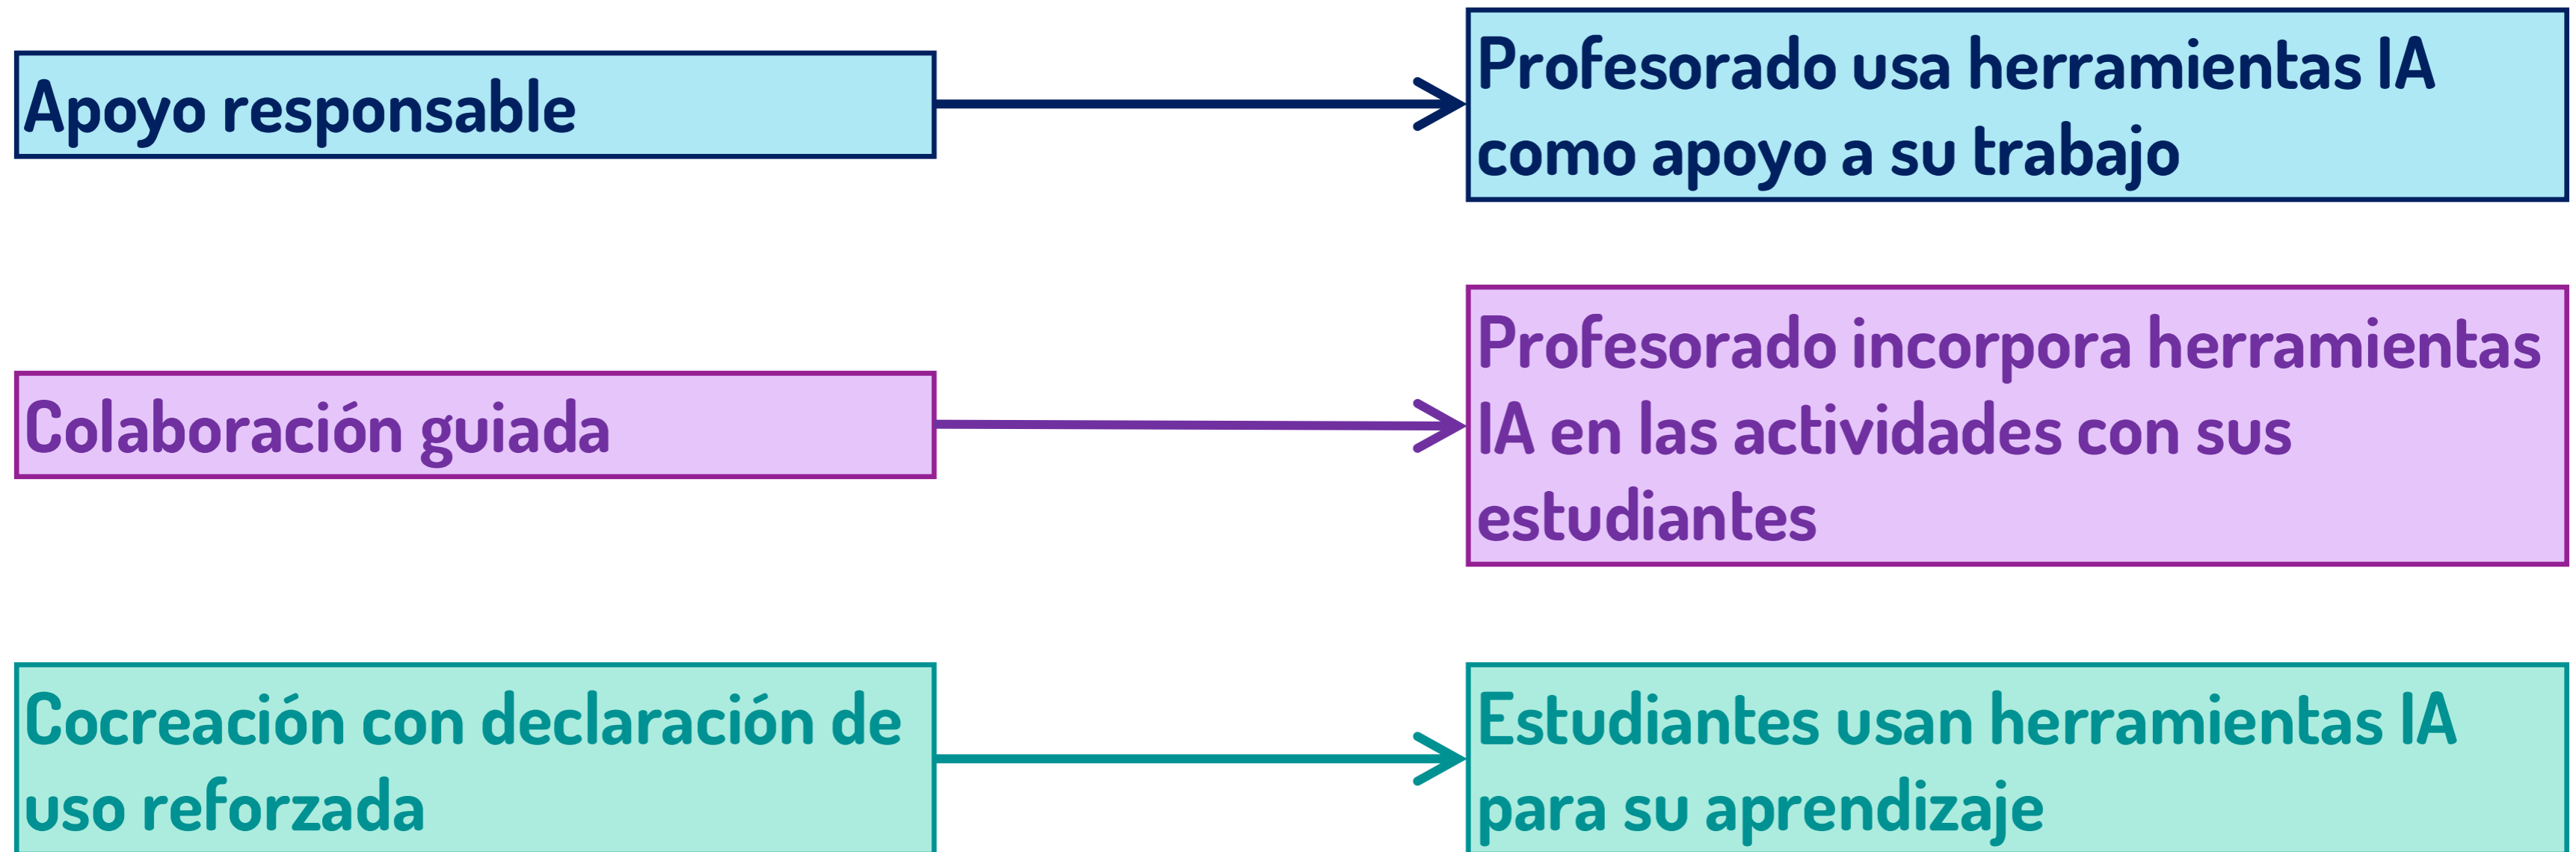 Apoyo responsable
Profesorado usa herramientas IA
como apoyo a su trabajo
Colaboración guiada
Profesorado incorpora herramientas
IA en las actividades con sus
estudiantes
Cocreación con declaración de
uso reforzada
Estudiantes usan herramientas IA
para su aprendizaje